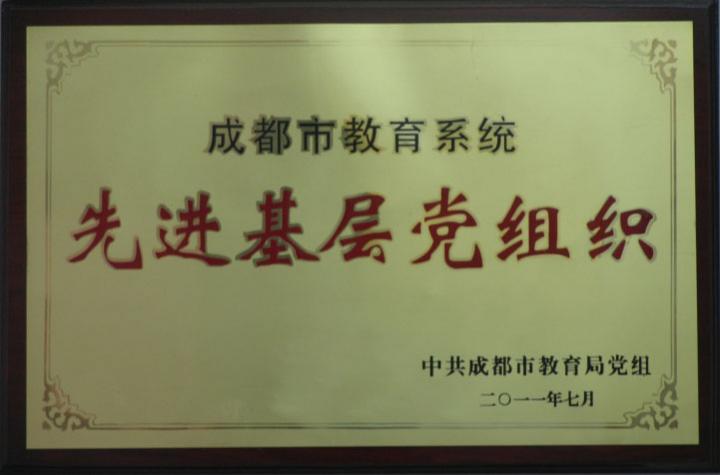 成都市教育系统
先进基层党组织
中共成都市教育局党组
二〇一一年七月